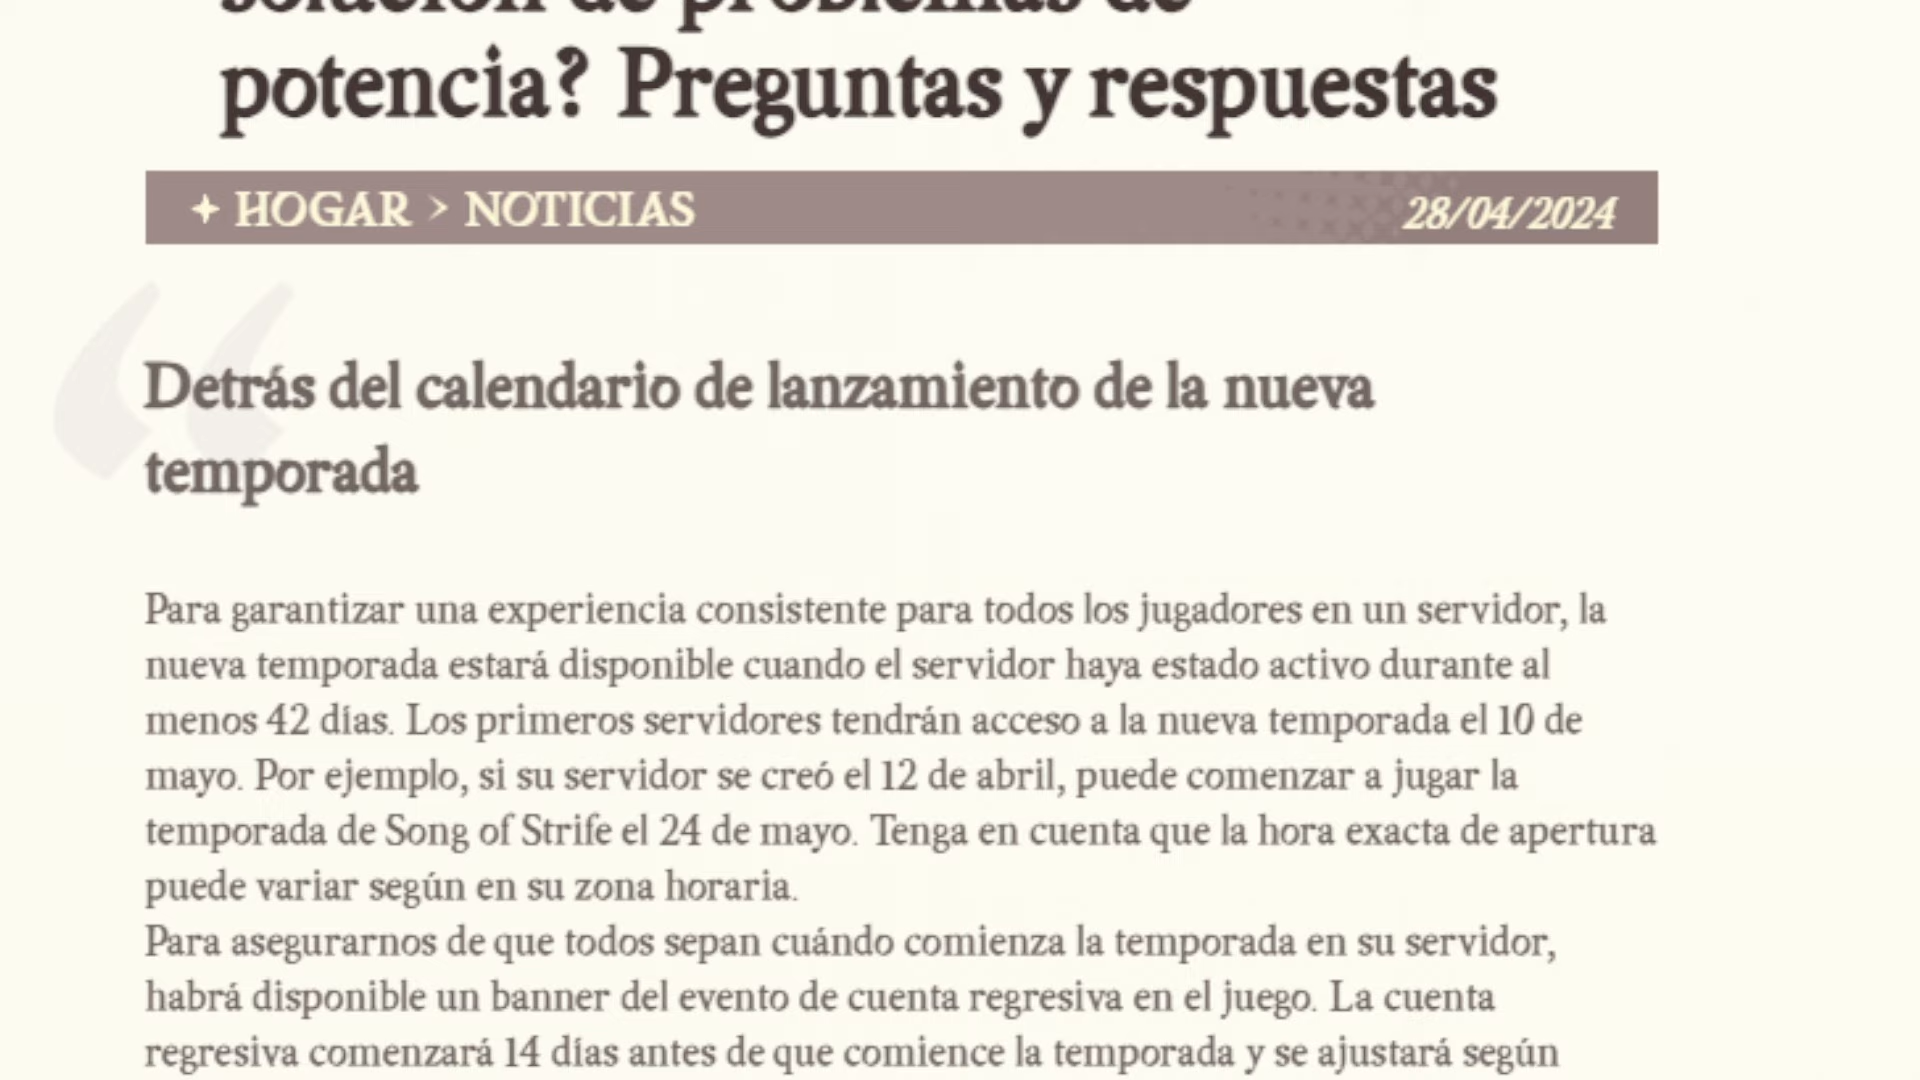 solución de problemas de
potencia? Preguntas y respuestas
HOGAR > NOTICIAS
28/04/2024
Detrás del calendario de lanzamiento de la nueva
temporada
Para garantizar una experiencia consistente para todos los jugadores en un servidor, la
nueva temporada estará disponible cuando el servidor haya estado activo durante al
menos 42 días. Los primeros servidores tendrán acceso a la nueva temporada el 10 de
mayo. Por ejemplo, si su servidor se creó el 12 de abril, puede comenzar a jugar la
temporada de Song of Strife el 24 de mayo. Tenga en cuenta que la hora exacta de apertura
puede variar según en su zona horaria.
Para asegurarnos de que todos sepan cuándo comienza la temporada en su servidor,
habrá disponible un banner del evento de cuenta regresiva en el juego. La cuenta
regresiva comenzará 14 días antes de que comience la temporada y se ajustará según